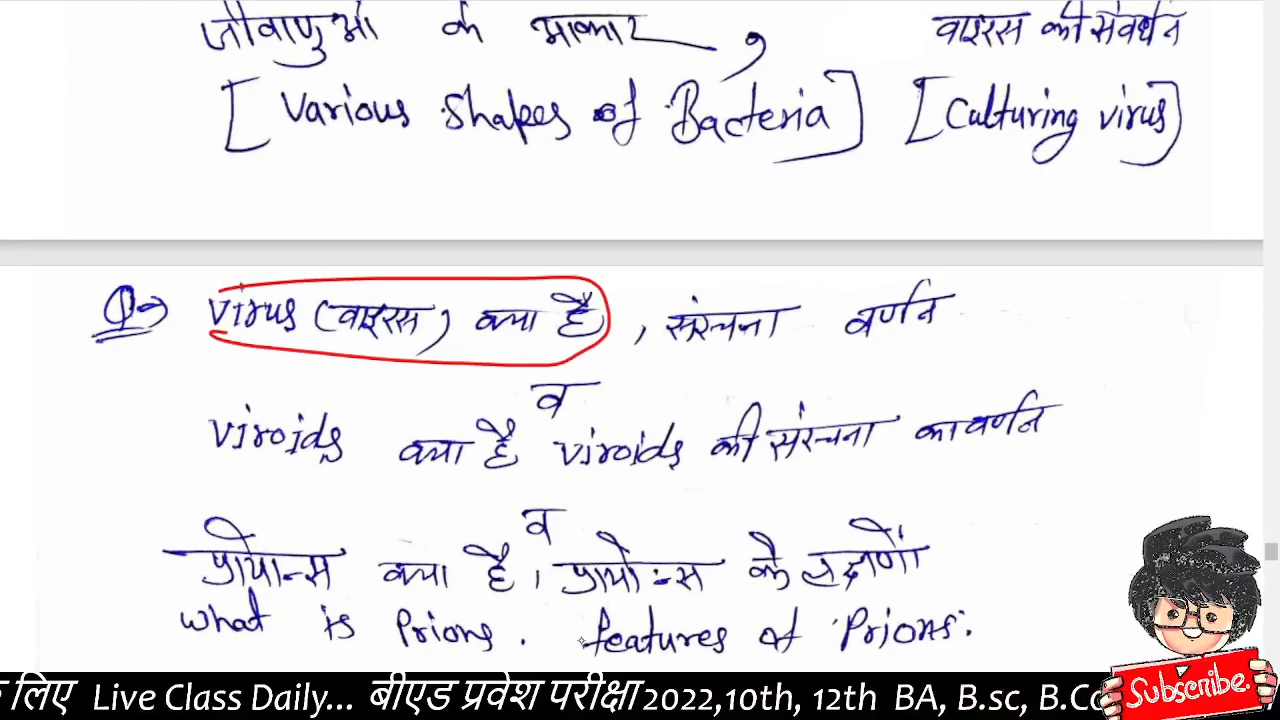 जीवाणुओ के आकार, वाइरस की संवर्धन
[Various Shapes of Bacteria] [Culturing virus]
Q→ Virus (वाइरस) क्या है, संरचना वर्णन
व
Viroids क्या है Viroids की संरचना का वर्णन
व
प्रीयान्स क्या है, प्रायोन्स के लक्षणों
What is Prions. features of Prions.
लिए Live Class Daily... बीएड प्रवेश परीक्षा 2022,10th, 12th BA, B.sc, B.Co
Subscribe.